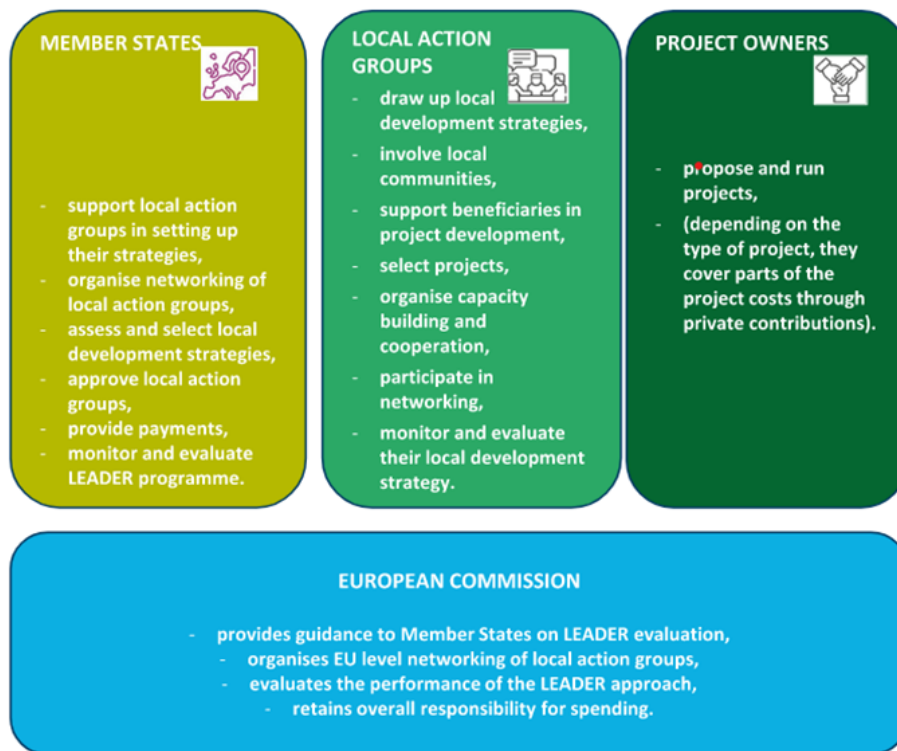 MEMBER STATES
- support local action
groups in setting up
their strategies,
- organise networking of
local action groups,
- assess and select local
development strategies,
- approve local action
groups,
- provide payments,
- monitor and evaluate
LEADER programme.
LOCAL ACTION
GROUPS
- draw up local
development strategies,
- involve local
communities,
- support beneficiaries in
project development,
- select projects,
- organise capacity
building and
cooperation,
- participate in
networking,
- monitor and evaluate
their local development
strategy.
PROJECT OWNERS
- propose and run
projects,
- (depending on the
type of project, they
cover parts of the
project costs through
private contributions).
EUROPEAN COMMISSION
- provides guidance to Member States on LEADER evaluation,
- organises EU level networking of local action groups,
- evaluates the performance of the LEADER approach,
- retains overall responsibility for spending.